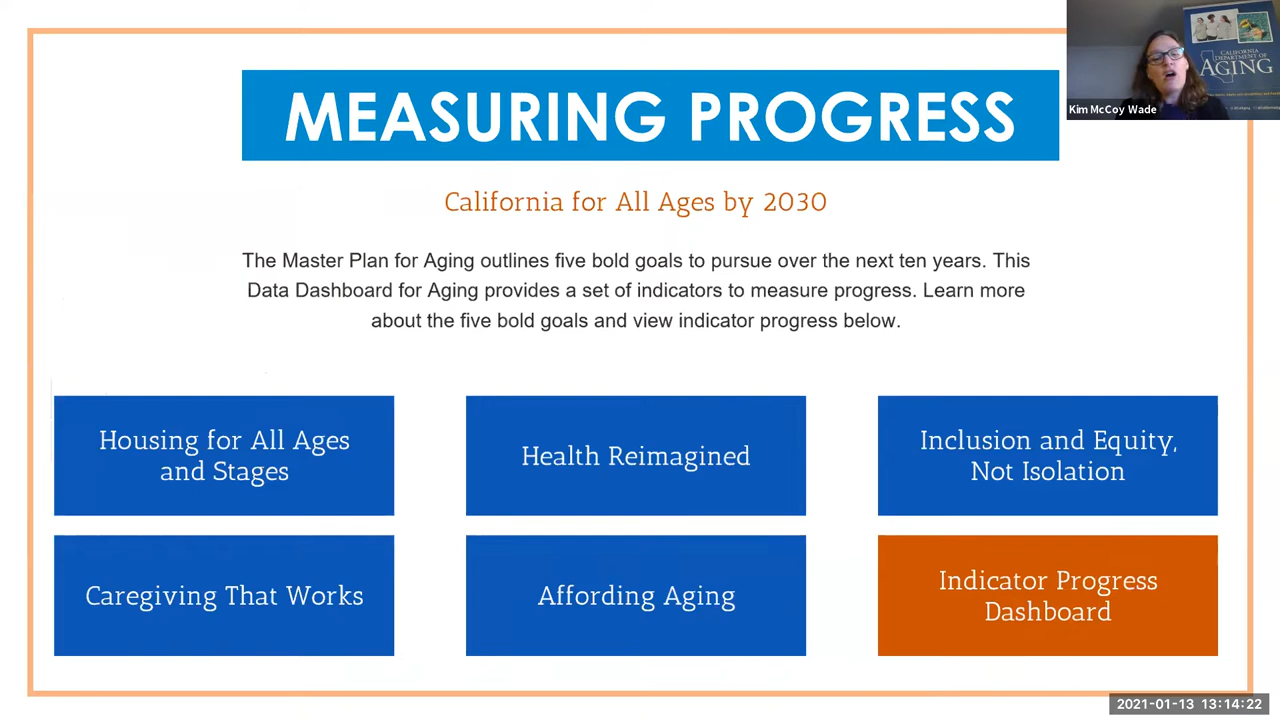 MEASURING PROGRESS
CALIFORNIA
DEPARTMENT OF
AGING
Kim McCoy Wade
California for All Ages by 2030
The Master Plan for Aging outlines five bold goals to pursue over the next ten years. This
Data Dashboard for Aging provides a set of indicators to measure progress. Learn more
about the five bold goals and view indicator progress below.
Housing for All Ages
and Stages
Health Reimagined
Inclusion and Equity,
Not Isolation
Caregiving That Works
Affording Aging
Indicator Progress
Dashboard
2021-01-13 13:14:22